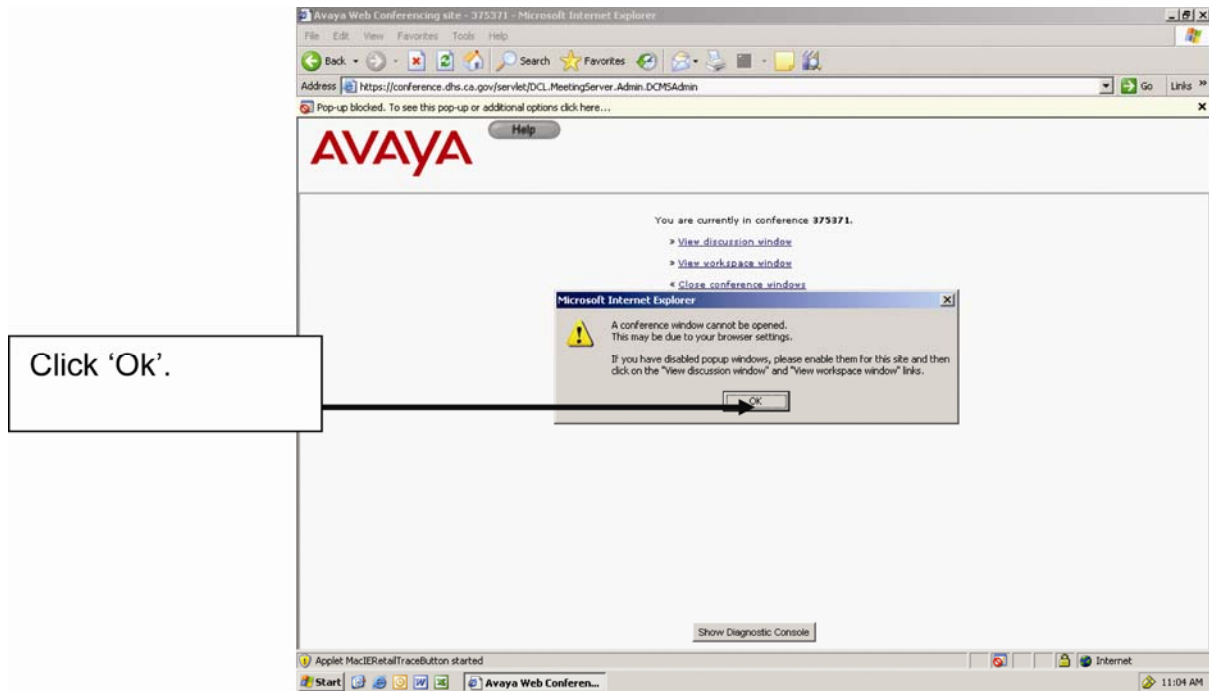 Avaya Web Conferencing site - 375371 - Microsoft Internet Explorer
File Edit View Favorites Tools Help
Back Search Favorites
Address https://conference.dhs.ca.gov/servlet/DCL.MeetingServer.Admin.DCMSAdmin Go Links »
Pop-up blocked. To see this pop-up or additional options click here...
AVAYA Help
You are currently in conference 375371.
» View discussion window
» View workspace window
« Close conference windows
Microsoft Internet Explorer
A conference window cannot be opened.
This may be due to your browser settings.
If you have disabled popup windows, please enable them for this site and then
click on the "View discussion window" and "View workspace window" links.
OK
Click ‘Ok’.
Show Diagnostic Console
Applet MacIERetailTraceButton started Internet
Start Avaya Web Conferen... 11:04 AM